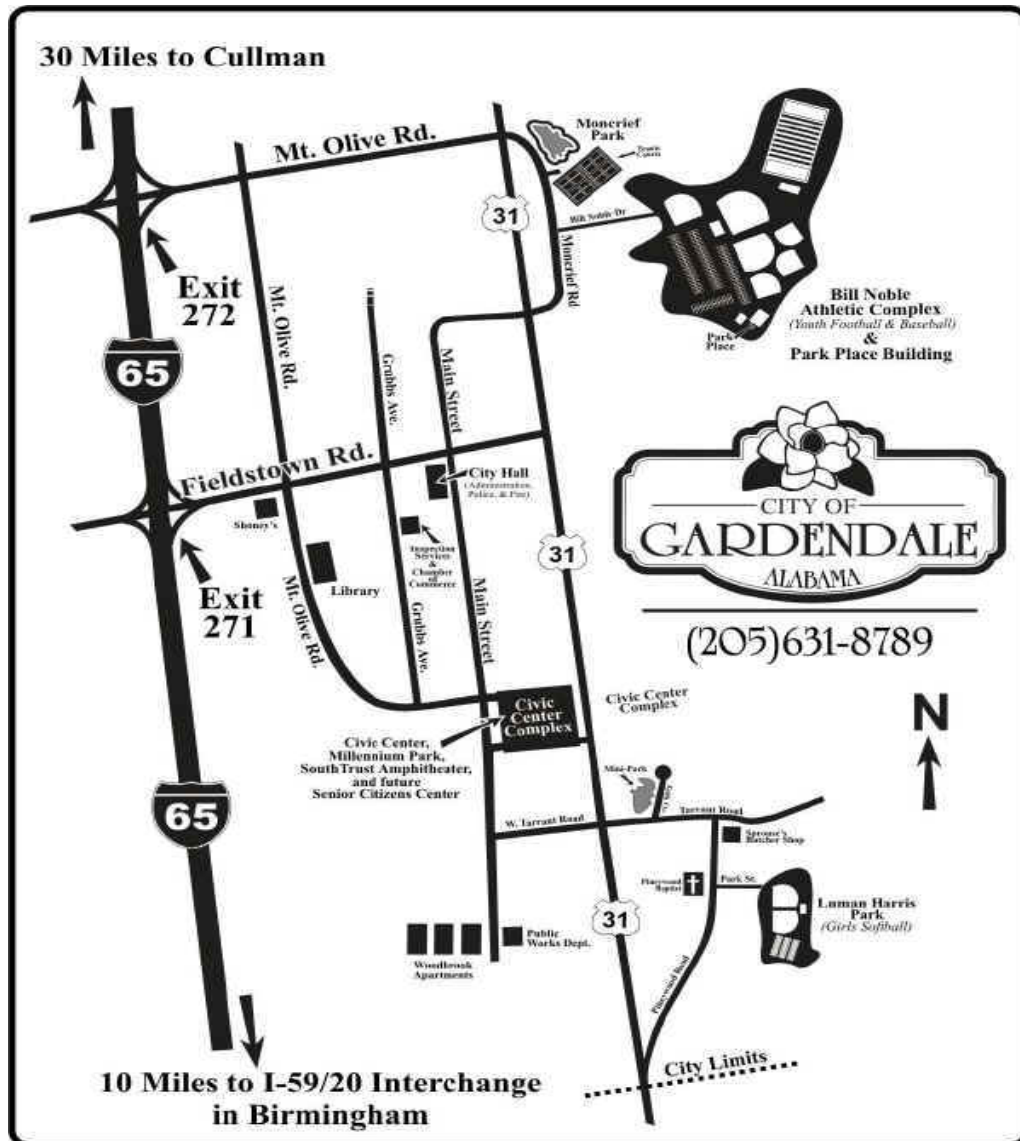 30 Miles to Cullman
Mt. Olive Rd.
Moncrief
Park
Tennis
Courts
31
Bill Noble Dr
Moncrief Rd
Exit
272
Mt. Olive Rd.
65
Grubbs Ave.
Main Street
Park
Place
Bill Noble
Athletic Complex
(Youth Football & Baseball)
&
Park Place Building
Fieldstown Rd.
City Hall
(Administration,
Police, & Fire)
Shoney's
Inspection
Services
&
Chamber
of
Commerce
Library
31
CITY OF
GARDENDALE
ALABAMA
(205)631-8789
Exit
271
Mt. Olive Rd.
Grubbs Ave.
Main Street
Civic
Center
Complex
Civic Center
Complex
N
Civic Center,
Millennium Park,
SouthTrust Amphitheater,
and future
Senior Citizens Center
Mini-Park
65
W. Tarrant Road
Tarrant Road
Sprouse's
Butcher Shop
Pineywood
Baptist
Park St.
Luman Harris
Park
(Girls Softball)
31
Public
Works Dept.
Woodbrook
Apartments
Pineywood Road
City Limits
10 Miles to I-59/20 Interchange
in Birmingham